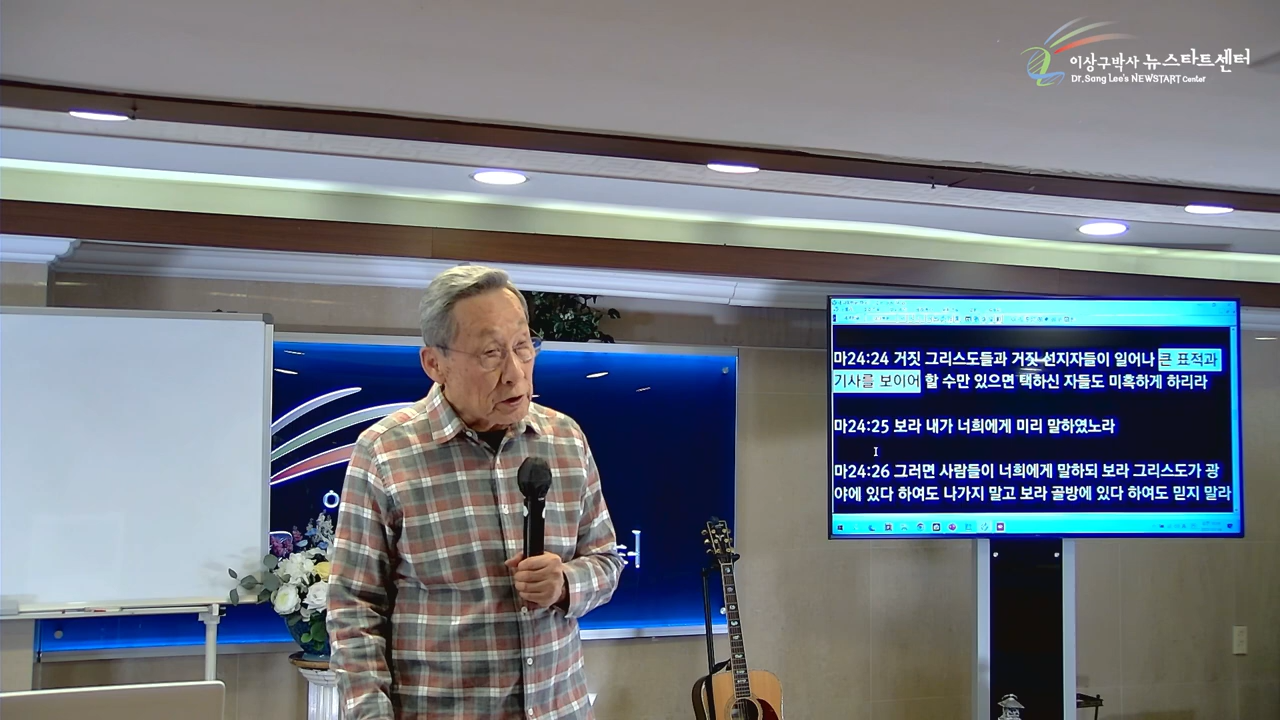 이상구박사 뉴스타트센터
Dr. Sang Lee's NEWSTART Center
마24:24 거짓 그리스도들과 거짓 선지자들이 일어나 큰 표적과
기사를 보이어 할 수만 있으면 택하신 자들도 미혹하게 하리라
마24:25 보라 내가 너희에게 미리 말하였노라
마24:26 그러면 사람들이 너희에게 말하되 보라 그리스도가 광
야에 있다 하여도 나가지 말고 보라 골방에 있다 하여도 믿지 말라